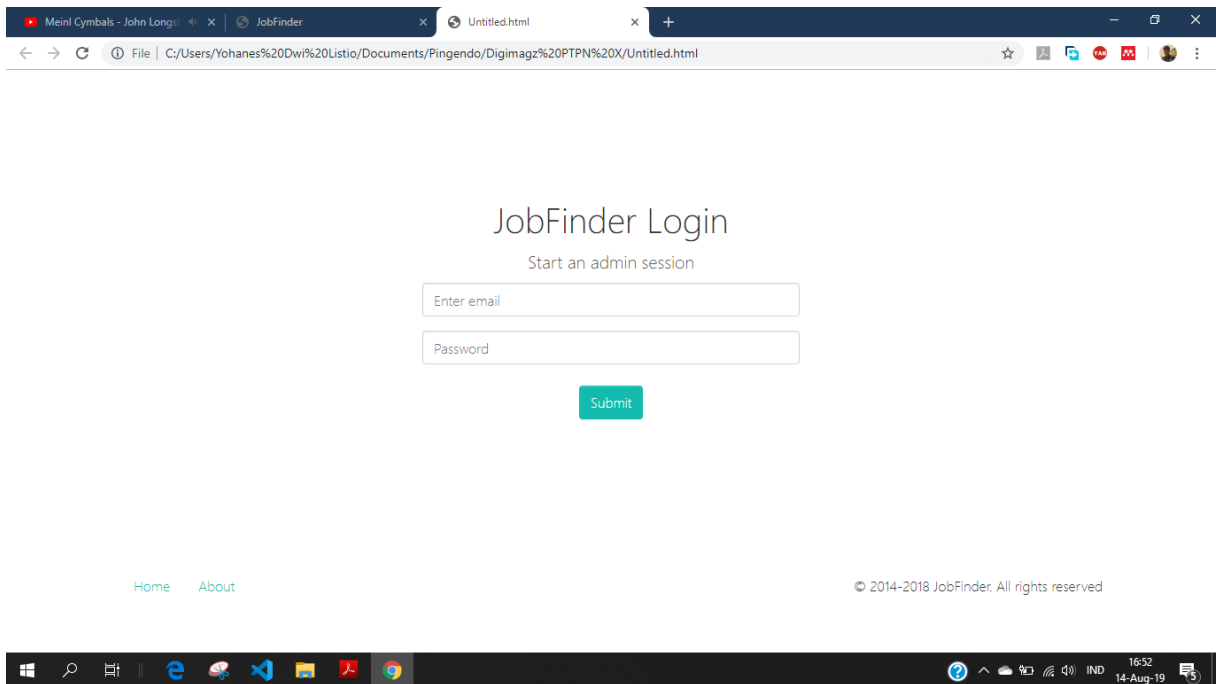 Meinl Cymbals - John Longst
JobFinder
Untitled.html
File | C:/Users/Yohanes%20Dwi%20Listio/Documents/Pingendo/Digimagz%20PTPN%20X/Untitled.html
JobFinder Login
Start an admin session
Enter email
Password
Submit
Home About
© 2014-2018 JobFinder. All rights reserved
IND
16:52
14-Aug-19
5